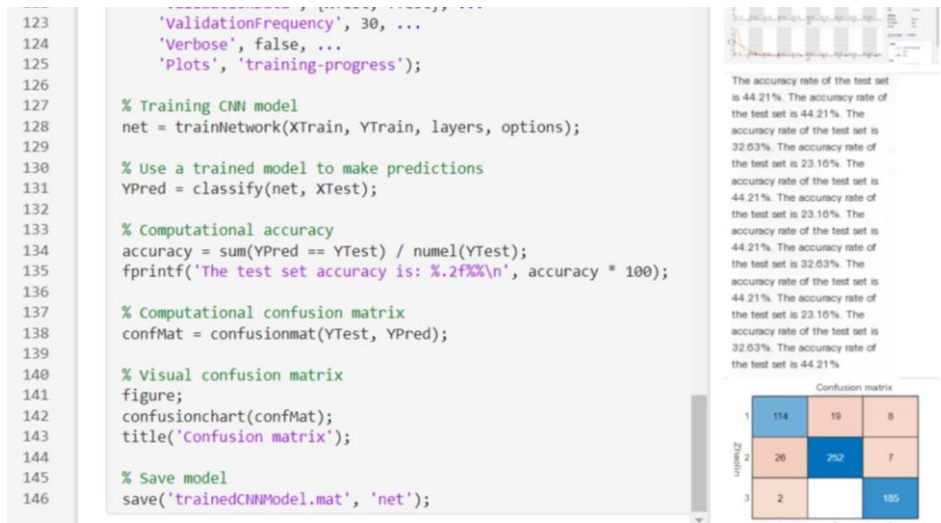 123 'ValidationFrequency', 30, ...
124 'Verbose', false, ...
125 'Plots', 'training-progress');
126
127 % Training CNN model
128 net = trainNetwork(XTrain, YTrain, layers, options);
129
130 % Use a trained model to make predictions
131 YPred = classify(net, XTest);
132
133 % Computational accuracy
134 accuracy = sum(YPred == YTest) / numel(YTest);
135 fprintf('The test set accuracy is: %.2f%%\n', accuracy * 100);
136
137 % Computational confusion matrix
138 confMat = confusionmat(YTest, YPred);
139
140 % Visual confusion matrix
141 figure;
142 confusionchart(confMat);
143 title('Confusion matrix');
144
145 % Save model
146 save('trainedCNNModel.mat', 'net');
The accuracy rate of the test set
is 44.21%. The accuracy rate of
the test set is 44.21%. The
accuracy rate of the test set is
32.63%. The accuracy rate of
the test set is 23.16%. The
accuracy rate of the test set is
44.21%. The accuracy rate of
the test set is 23.16%. The
accuracy rate of the test set is
44.21%. The accuracy rate of
the test set is 32.63%. The
accuracy rate of the test set is
44.21%. The accuracy rate of
the test set is 23.16%. The
accuracy rate of the test set is
32.63%. The accuracy rate of
the test set is 44.21%
Confusion matrix
1 114 19 8
Zhaolin
2 26 252 7
3 2 185